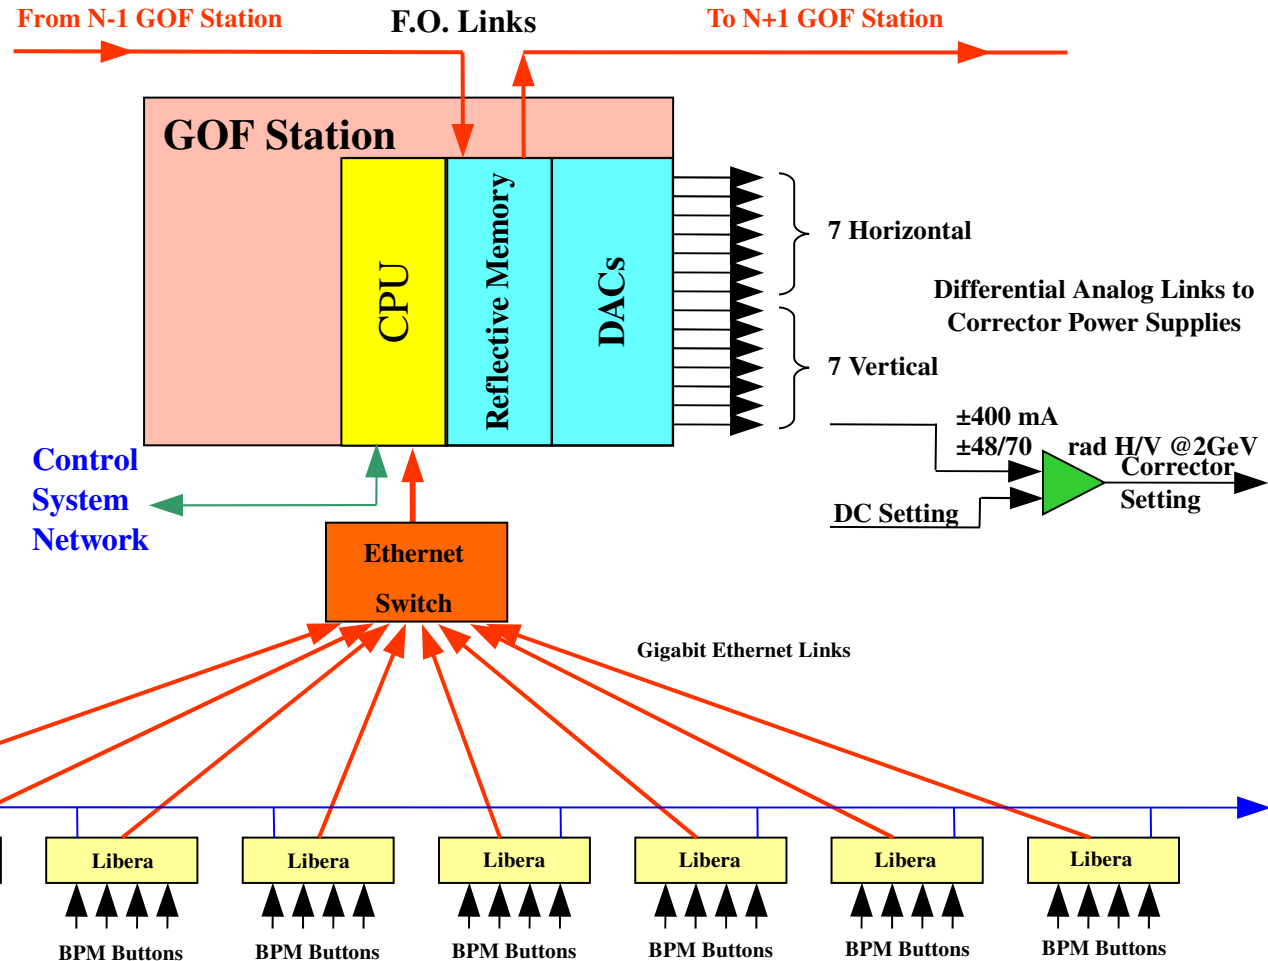 From N-1 GOF Station
F.O. Links
To N+1 GOF Station
GOF Station
CPU
Reflective Memory
DACs
7 Horizontal
Differential Analog Links to
Corrector Power Supplies
7 Vertical
±400 mA
±48/70 rad H/V @2GeV
Corrector
Setting
DC Setting
Control
System
Network
Ethernet
Switch
Gigabit Ethernet Links
Libera
Libera
Libera
Libera
Libera
Libera
BPM Buttons
BPM Buttons
BPM Buttons
BPM Buttons
BPM Buttons
BPM Buttons